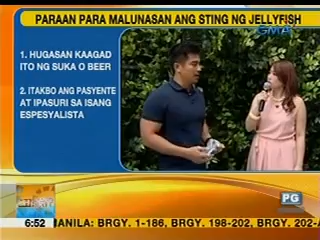 PARAAN PARA MALUNASAN ANG STING NG JELLYFISH
GMA
1. HUGASAN KAAGAD
ITO NG SUKA O BEER
2. ITAKBO ANG PASYENTE
AT IPASURI SA ISANG
ESPESYALISTA
PG
6:52
MANILA: BRGY. 1-186, BRGY. 198-202, BRGY. 202-A